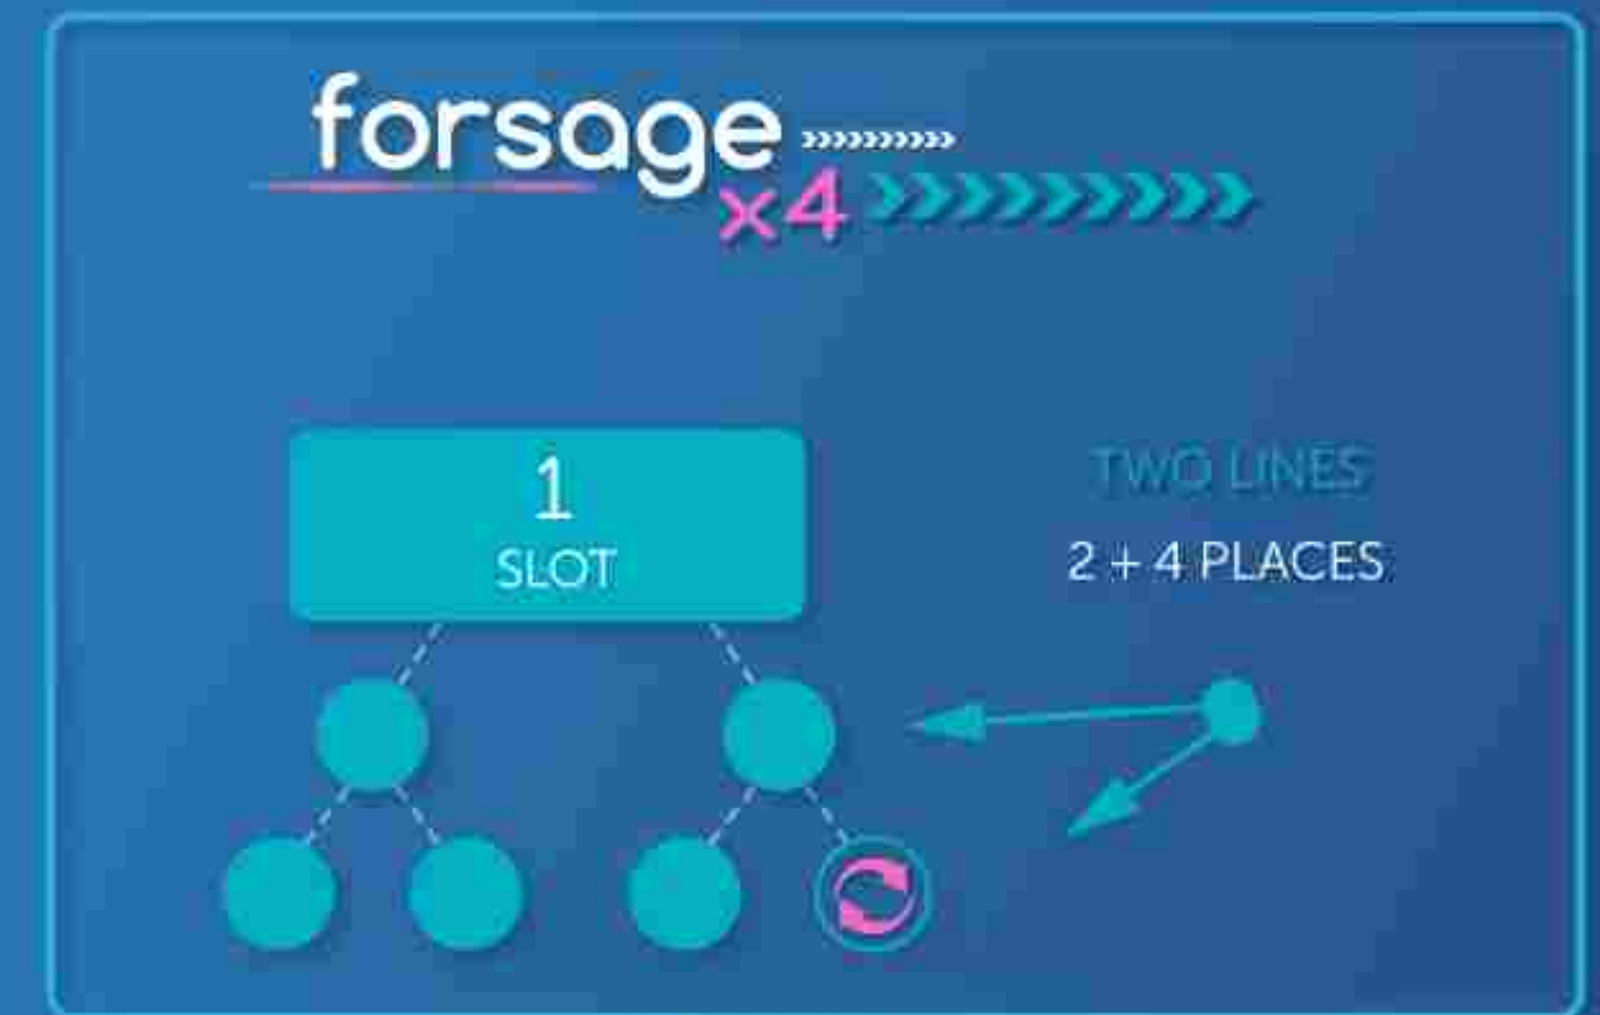 forsage
x4
1
SLOT
TWO LINES
2 + 4 PLACES